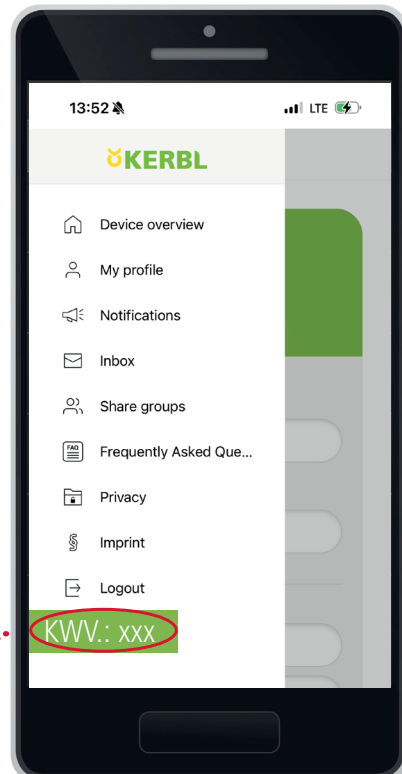 13:52
LTE
KERBL
Device overview
My profile
Notifications
Inbox
Share groups
FAQ
Frequently Asked Que...
Privacy
§ Imprint
Logout
KWV.: xxx